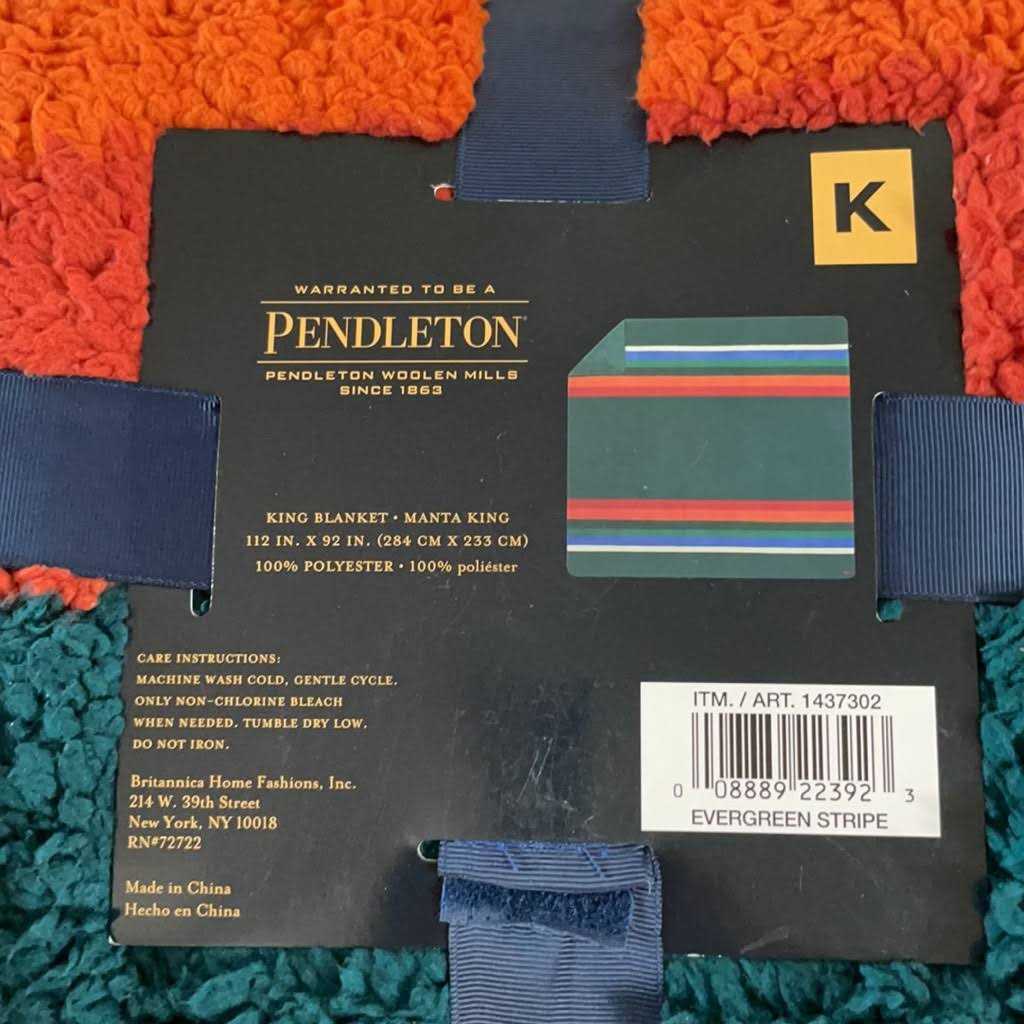 K
WARRANTED TO BE A
PENDLETON®
PENDLETON WOOLEN MILLS
SINCE 1863
KING BLANKET • MANTA KING
112 IN. X 92 IN. (284 CM X 233 CM)
100% POLYESTER • 100% poliéster
CARE INSTRUCTIONS:
MACHINE WASH COLD, GENTLE CYCLE.
ONLY NON-CHLORINE BLEACH
WHEN NEEDED. TUMBLE DRY LOW.
DO NOT IRON.
Britannica Home Fashions, Inc.
214 W. 39th Street
New York, NY 10018
RN#72722
Made in China
Hecho en China
ITM. / ART. 1437302
0 08889 22392 3
EVERGREEN STRIPE